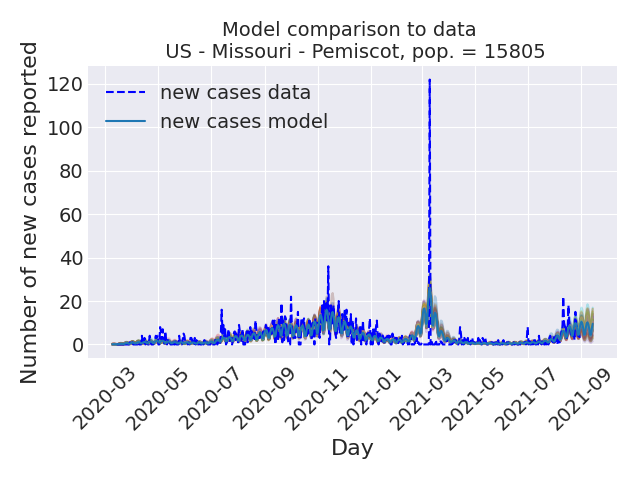 Model comparison to data
US - Missouri - Pemiscot, pop. = 15805
Number of new cases reported
120
100
80
60
40
20
0
new cases data
new cases model
2020-03
2020-05
2020-07
2020-09
2020-11
2021-01
2021-03
2021-05
2021-07
2021-09
Day